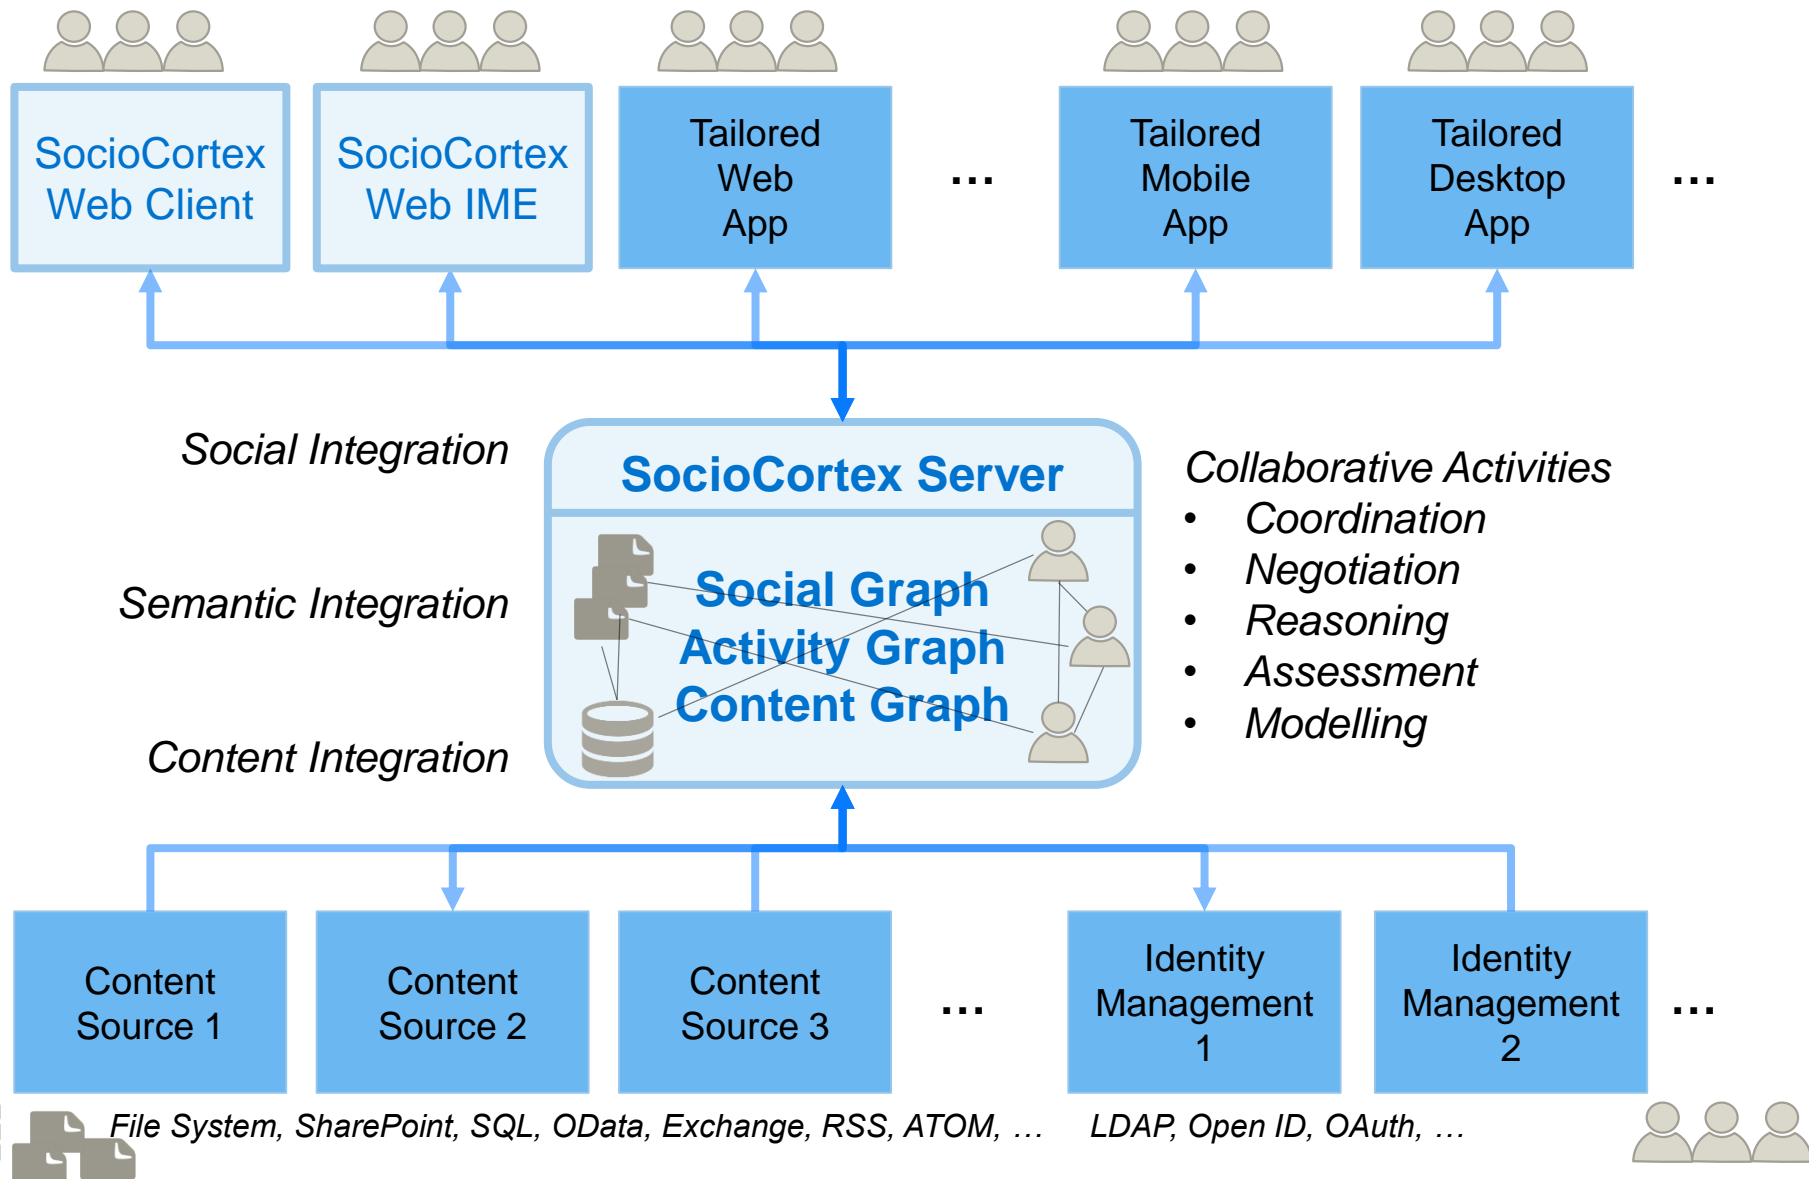 SocioCortex
Web Client
SocioCortex
Web IME
Tailored
Web
App
...
Tailored
Mobile
App
Tailored
Desktop
App
...
Social Integration
Semantic Integration
Content Integration
SocioCortex Server
Social Graph
Activity Graph
Content Graph
Collaborative Activities
• Coordination
• Negotiation
• Reasoning
• Assessment
• Modelling
Content
Source 1
Content
Source 2
Content
Source 3
...
Identity
Management
1
Identity
Management
2
...
File System, SharePoint, SQL, OData, Exchange, RSS, ATOM, …
LDAP, Open ID, OAuth, …